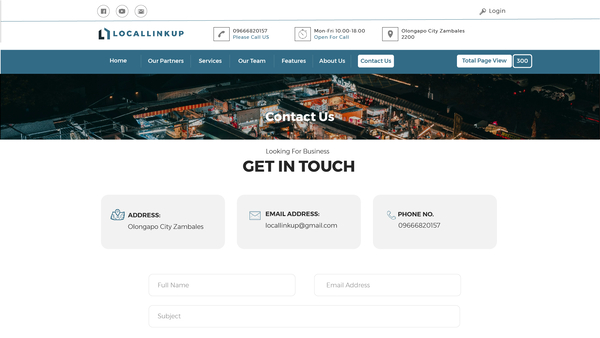 Login
LOCALLINKUP
09666820157
Please Call US
Mon-Fri 10.00-18.00
Open For Call
Olongapo City Zambales
2200
Home
Our Partners
Services
Our Team
Features
About Us
Contact Us
Total Page View
300
Contact Us
Looking For Business
GET IN TOUCH
ADDRESS:
Olongapo City Zambales
EMAIL ADDRESS:
locallinkup@gmail.com
PHONE NO.
09666820157
Full Name
Email Address
Subject